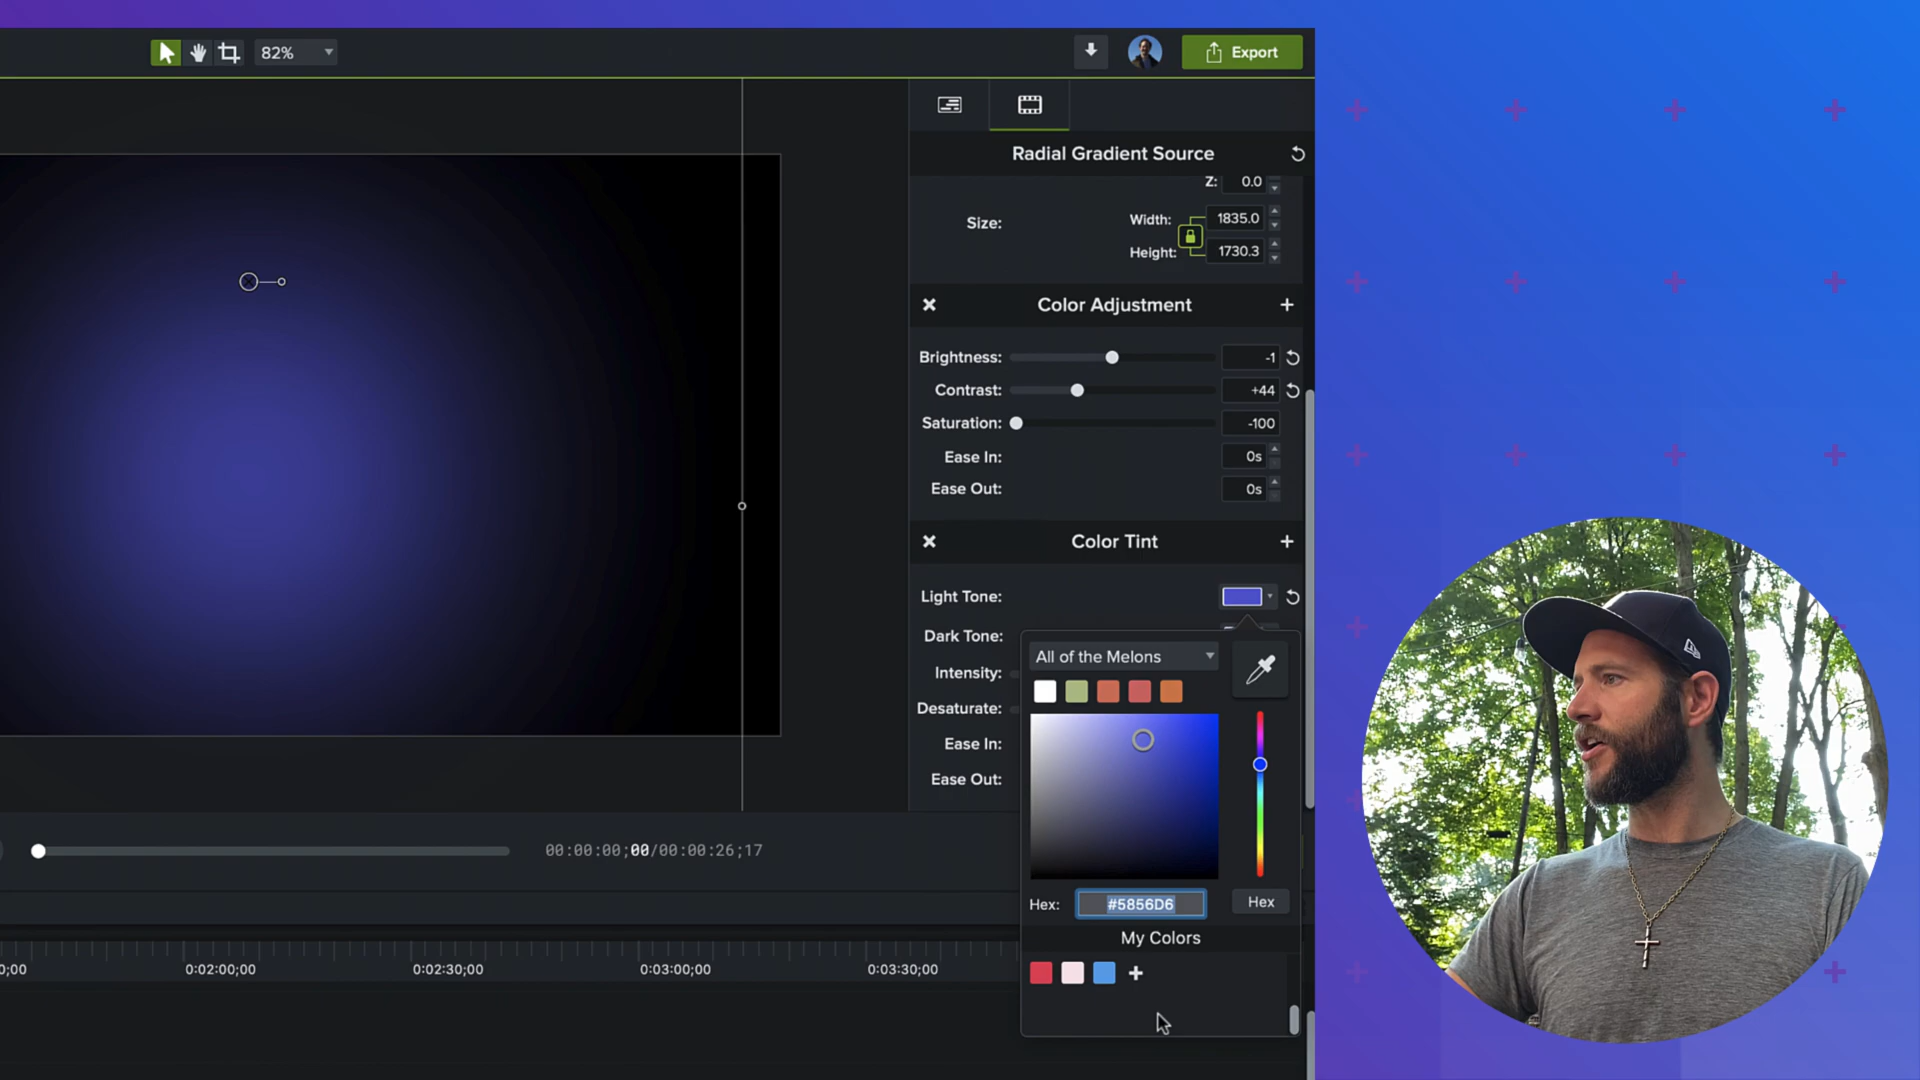 82%
Export
Radial Gradient Source
Z: 0.0
Size:
Width: 1835.0
Height: 1730.3
Color Adjustment
Brightness: -1
Contrast: +44
Saturation: -100
Ease In: 0s
Ease Out: 0s
Color Tint
Light Tone:
Dark Tone:
Intensity:
Desaturate:
Ease In:
Ease Out:
All of the Melons
Hex: #5856D6 Hex
My Colors
00:00:00;00/00:00:26;17
0;00 0:02:00;00 0:02:30;00 0:03:00;00 0:03:30;00